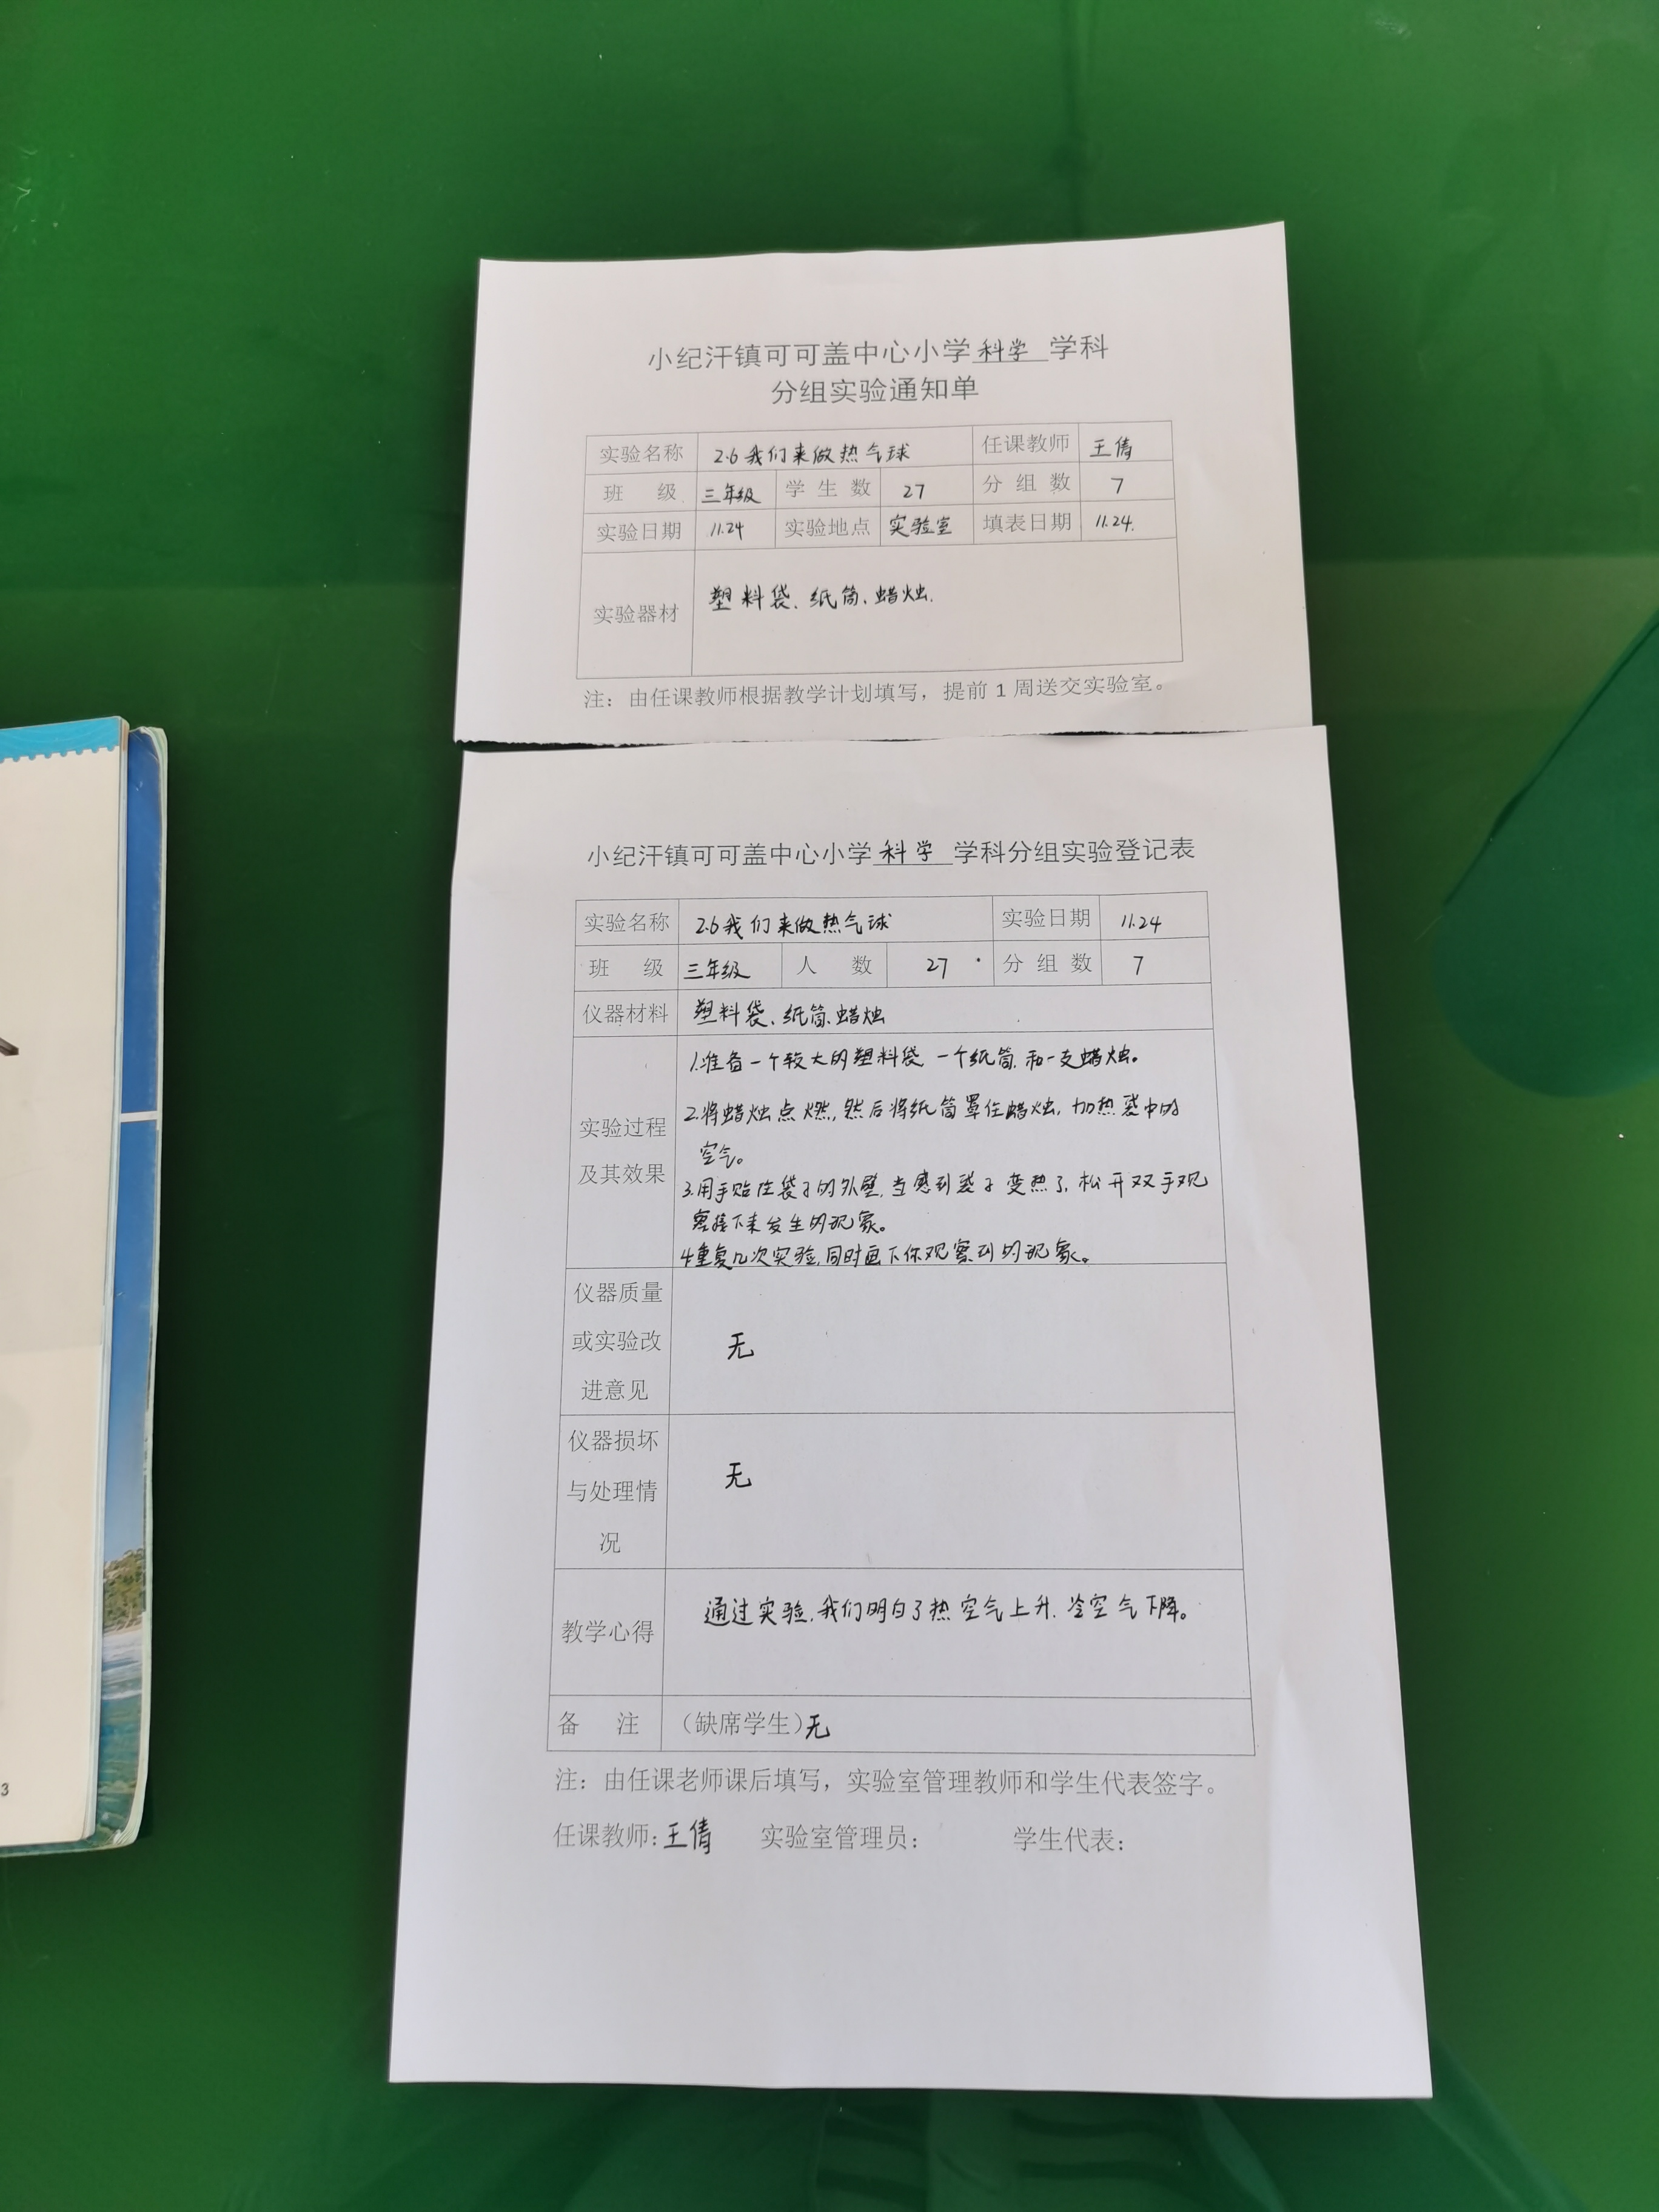 小纪汗镇可可盖中心小学科学学科
分组实验通知单
实验名称 2.6我们来做热气球 任课教师 王倩
班 级 三年级 学生数 27 分组数 7
实验日期 11.24 实验地点 实验室 填表日期 11.24.
实验器材 塑料袋、纸筒、蜡烛.
注：由任课教师根据教学计划填写，提前1周送交实验室。
小纪汗镇可可盖中心小学科学学科分组实验登记表
实验名称 2.6我们来做热气球 实验日期 11.24
班 级 三年级 人 数 27 分组数 7
仪器材料 塑料袋、纸筒、蜡烛
实验过程
及其效果
1.准备一个较大的塑料袋 一个纸筒,和一支蜡烛。
2.将蜡烛点燃,然后将纸筒罩住蜡烛,加热袋中的
空气。
3.用手贴住袋子的外壁,当感到袋子变热了,松开双手观
察接下来发生的现象。
4.重复几次实验,同时画下你观察到的现象。
仪器质量
或实验改
进意见
无
仪器损坏
与处理情
况
无
教学心得 通过实验,我们明白了热空气上升.冷空气下降。
备 注 （缺席学生）无
注：由任课老师课后填写，实验室管理教师和学生代表签字。
任课教师：王倩 实验室管理员： 学生代表：
3